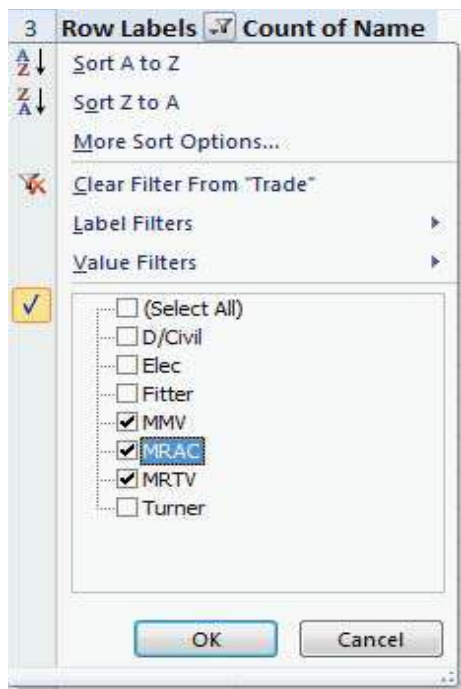 3 Row Labels Count of Name
Sort A to Z
Sort Z to A
More Sort Options...
Clear Filter From "Trade"
Label Filters
Value Filters
(Select All)
D/Civil
Elec
Fitter
MMV
MRAC
MRTV
Turner
OK Cancel